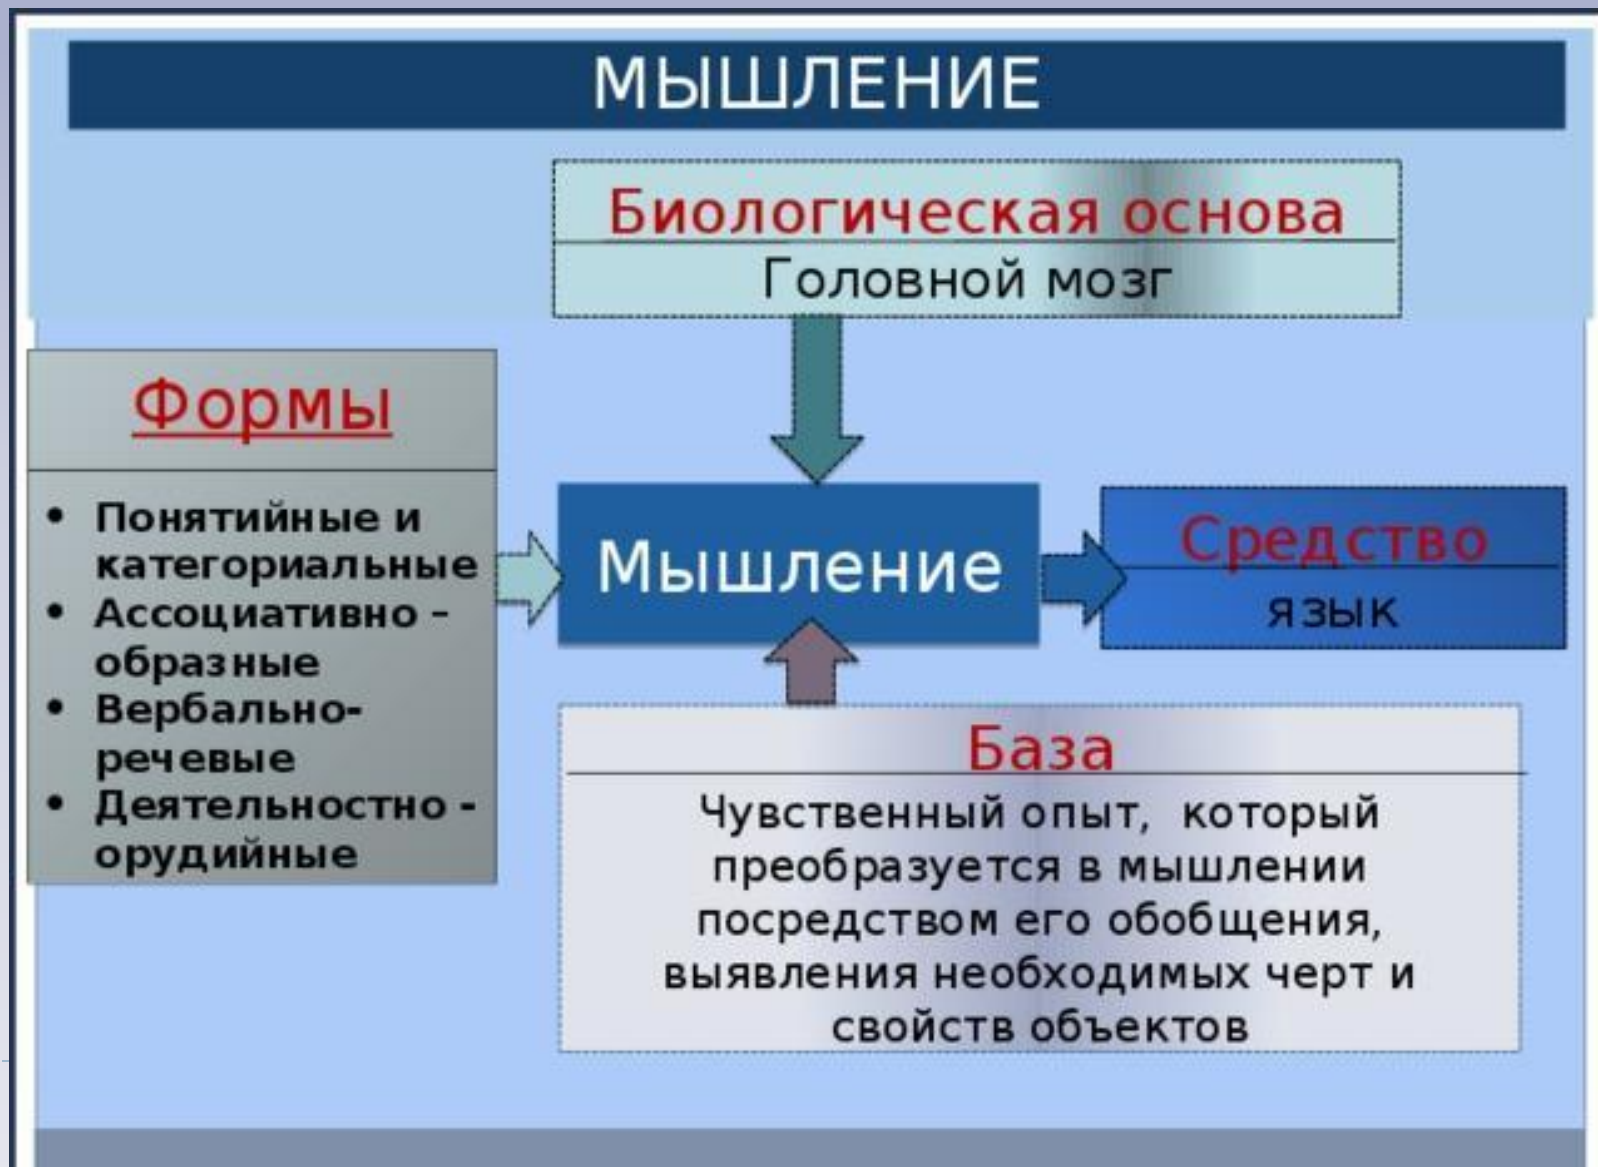 МЫШЛЕНИЕ
Биологическая основа
Головной мозг
Формы
• Понятийные и
категориальные
• Ассоциативно –
образные
• Вербально-
речевые
• Деятельностно -
орудийные
Мышление
Средство
язык
База
Чувственный опыт, который
преобразуется в мышлении
посредством его обобщения,
выявления необходимых черт и
свойств объектов